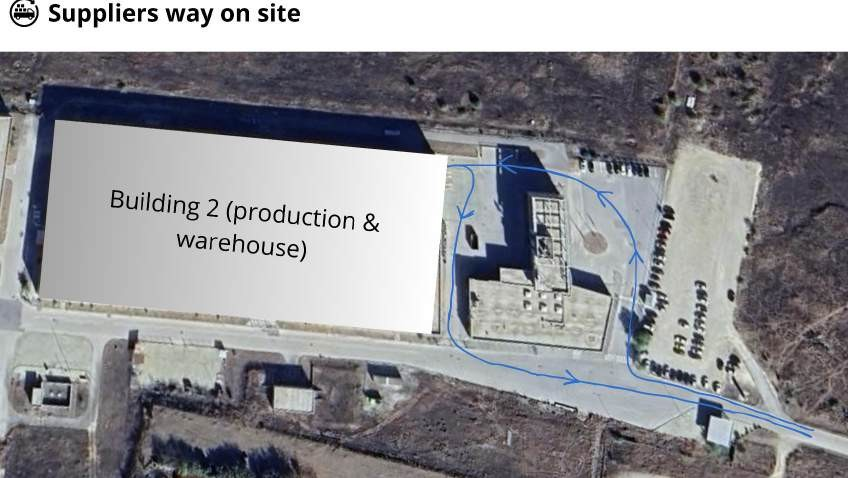 Suppliers way on site
Building 2 (production &
warehouse)